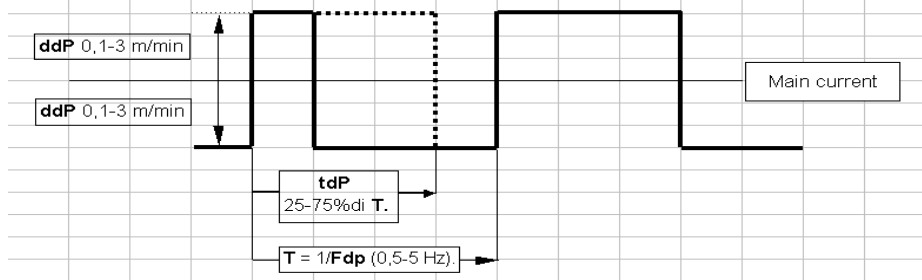 ddP 0,1-3 m/min
Main current
ddP 0,1-3 m/min
tdP
25-75%di T.
T = 1/Fdp (0,5-5 Hz).